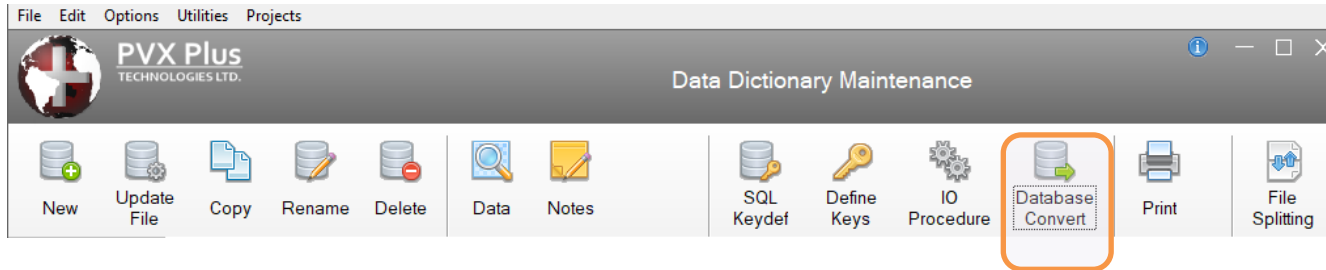 File Edit Options Utilities Projects
PVX Plus
TECHNOLOGIES LTD.
Data Dictionary Maintenance
New
Update
File
Copy
Rename
Delete
Data
Notes
SQL
Keydef
Define
Keys
IO
Procedure
Database
Convert
Print
File
Splitting